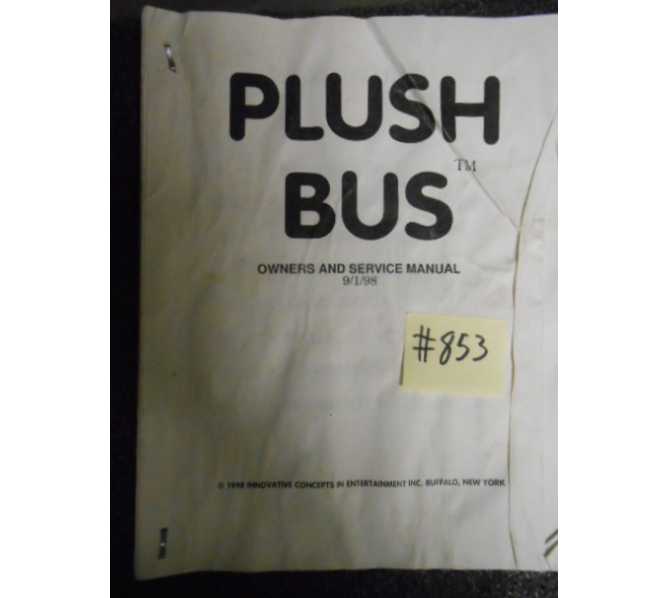 PLUSH
BUS™
OWNERS AND SERVICE MANUAL
9/1/98
#853
© 1998 INNOVATIVE CONCEPTS IN ENTERTAINMENT INC. BUFFALO, NEW YORK